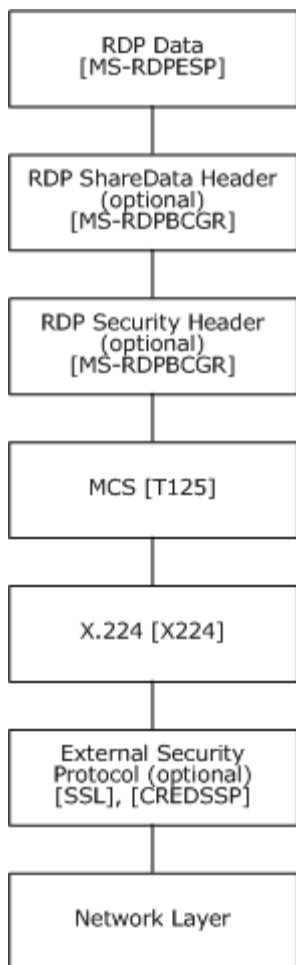 RDP Data
[MS-RDPESP]
RDP ShareData Header
(optional)
[MS-RDPBCGR]
RDP Security Header
(optional)
[MS-RDPBCGR]
MCS [T125]
X.224 [X224]
External Security
Protocol (optional)
[SSL], [CREDSSP]
Network Layer